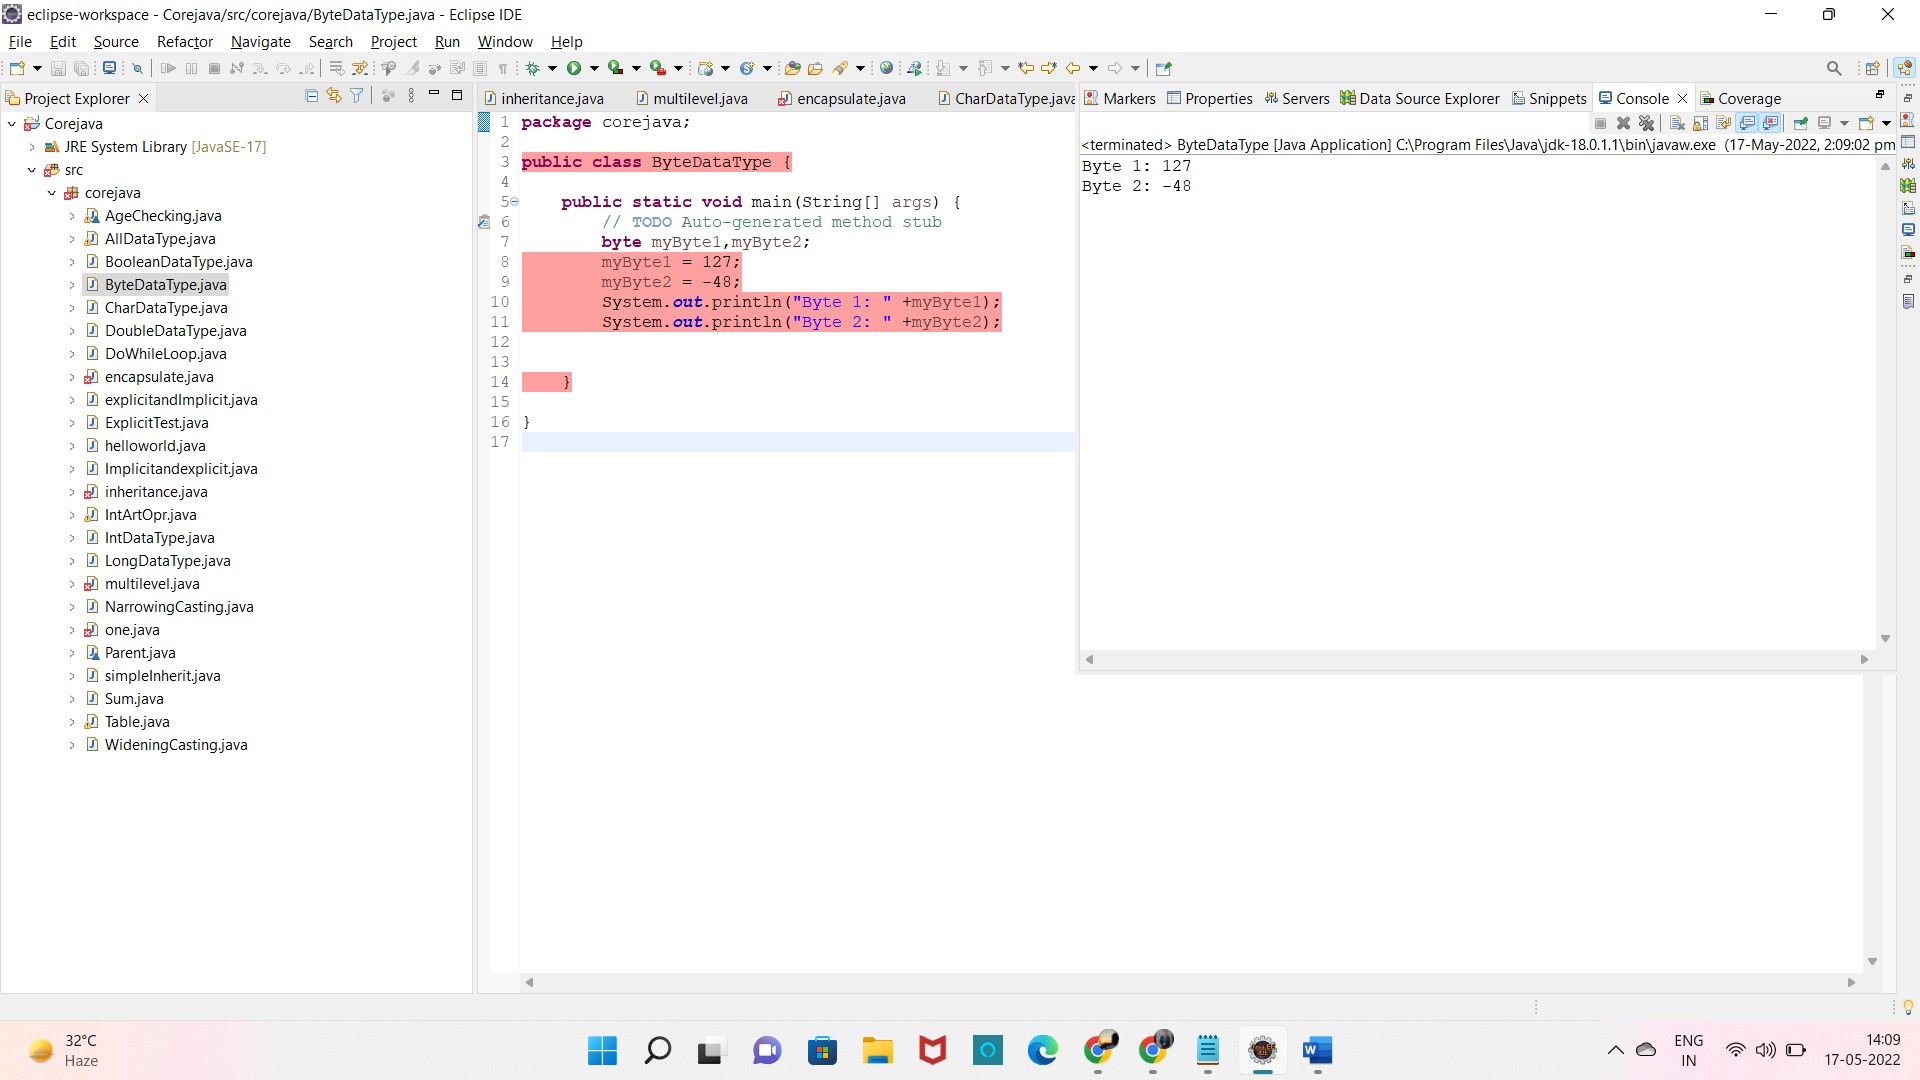 eclipse-workspace - Corejava/src/corejava/ByteDataType.java - Eclipse IDE
File Edit Source Refactor Navigate Search Project Run Window Help
Project Explorer
Corejava
JRE System Library [JavaSE-17]
src
corejava
AgeChecking.java
AllDataType.java
BooleanDataType.java
ByteDataType.java
CharDataType.java
DoubleDataType.java
DoWhileLoop.java
encapsulate.java
explicitandImplicit.java
ExplicitTest.java
helloworld.java
Implicitandexplicit.java
inheritance.java
IntArtOpr.java
IntDataType.java
LongDataType.java
multilevel.java
NarrowingCasting.java
one.java
Parent.java
simpleInherit.java
Sum.java
Table.java
WideningCasting.java
inheritance.java multilevel.java encapsulate.java CharDataType.java
1 package corejava;
2
3 public class ByteDataType {
4
5 public static void main(String[] args) {
6 // TODO Auto-generated method stub
7 byte myByte1,myByte2;
8 myByte1 = 127;
9 myByte2 = -48;
10 System.out.println("Byte 1: " +myByte1);
11 System.out.println("Byte 2: " +myByte2);
12
13
14 }
15
16 }
17
Markers Properties Servers Data Source Explorer Snippets Console Coverage
<terminated> ByteDataType [Java Application] C:\Program Files\Java\jdk-18.0.1.1\bin\javaw.exe (17-May-2022, 2:09:02 pm
Byte 1: 127
Byte 2: -48
32°C
Haze
ENG
IN
14:09
17-05-2022